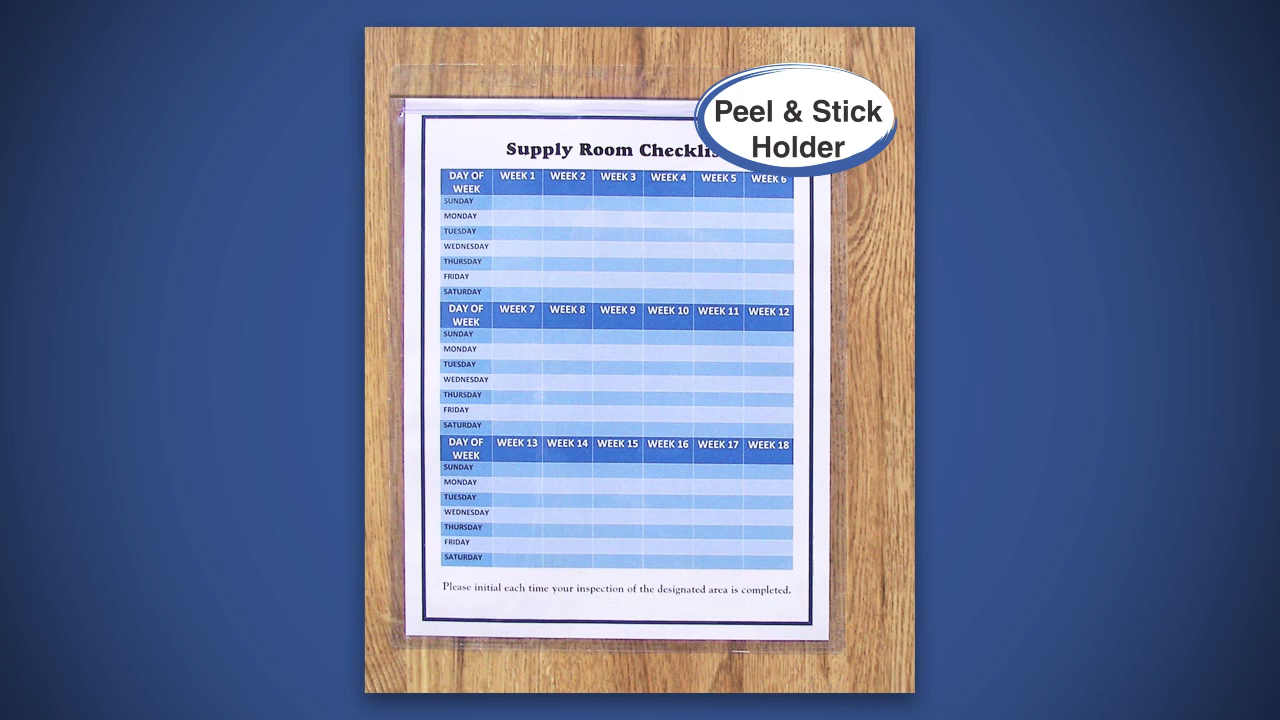 Peel & Stick
Holder
Supply Room Checklis
DAY OF WEEK WEEK 1 WEEK 2 WEEK 3 WEEK 4 WEEK 5 WEEK 6
SUNDAY
MONDAY
TUESDAY
WEDNESDAY
THURSDAY
FRIDAY
SATURDAY
DAY OF WEEK WEEK 7 WEEK 8 WEEK 9 WEEK 10 WEEK 11 WEEK 12
SUNDAY
MONDAY
TUESDAY
WEDNESDAY
THURSDAY
FRIDAY
SATURDAY
DAY OF WEEK WEEK 13 WEEK 14 WEEK 15 WEEK 16 WEEK 17 WEEK 18
SUNDAY
MONDAY
TUESDAY
WEDNESDAY
THURSDAY
FRIDAY
SATURDAY
Please initial each time your inspection of the designated area is completed.